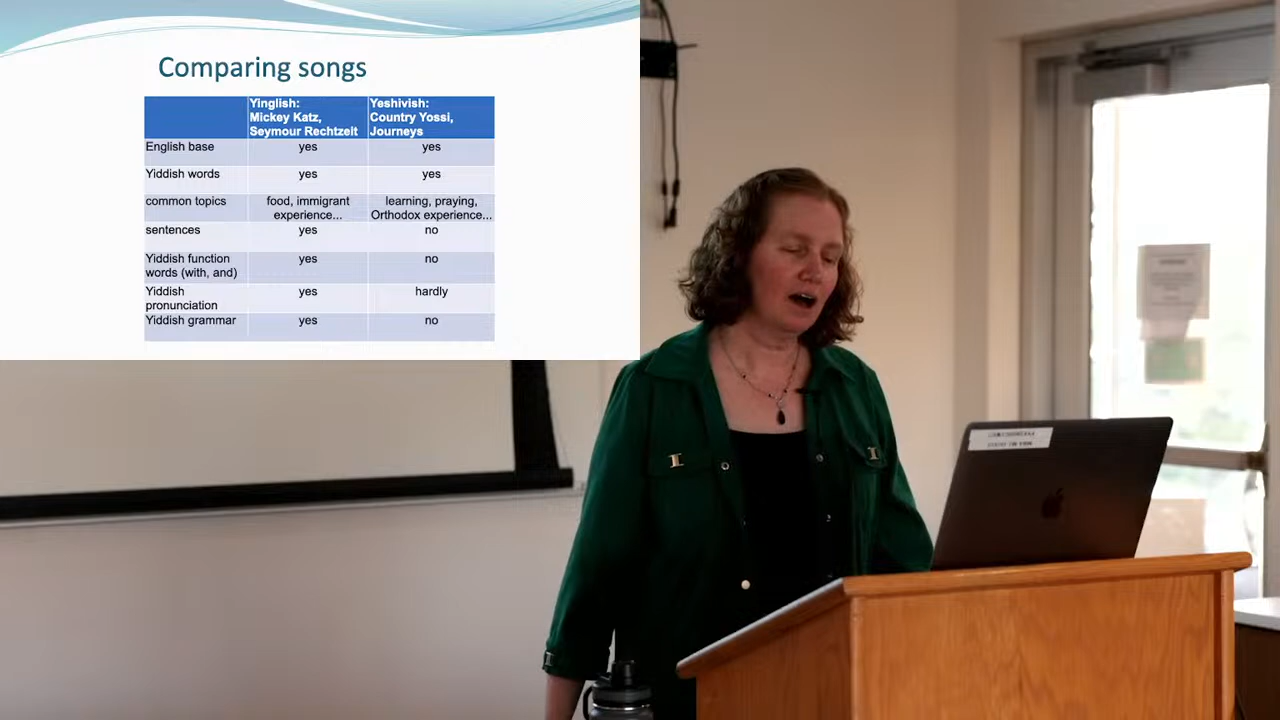 Comparing songs
Yinglish: Yeshivish:
Mickey Katz, Country Yossi,
Seymour Rechtzeit Journeys
English base yes yes
Yiddish words yes yes
common topics food, immigrant learning, praying,
experience... Orthodox experience...
sentences yes no
Yiddish function yes no
words (with, and)
Yiddish yes hardly
pronunciation
Yiddish grammar yes no